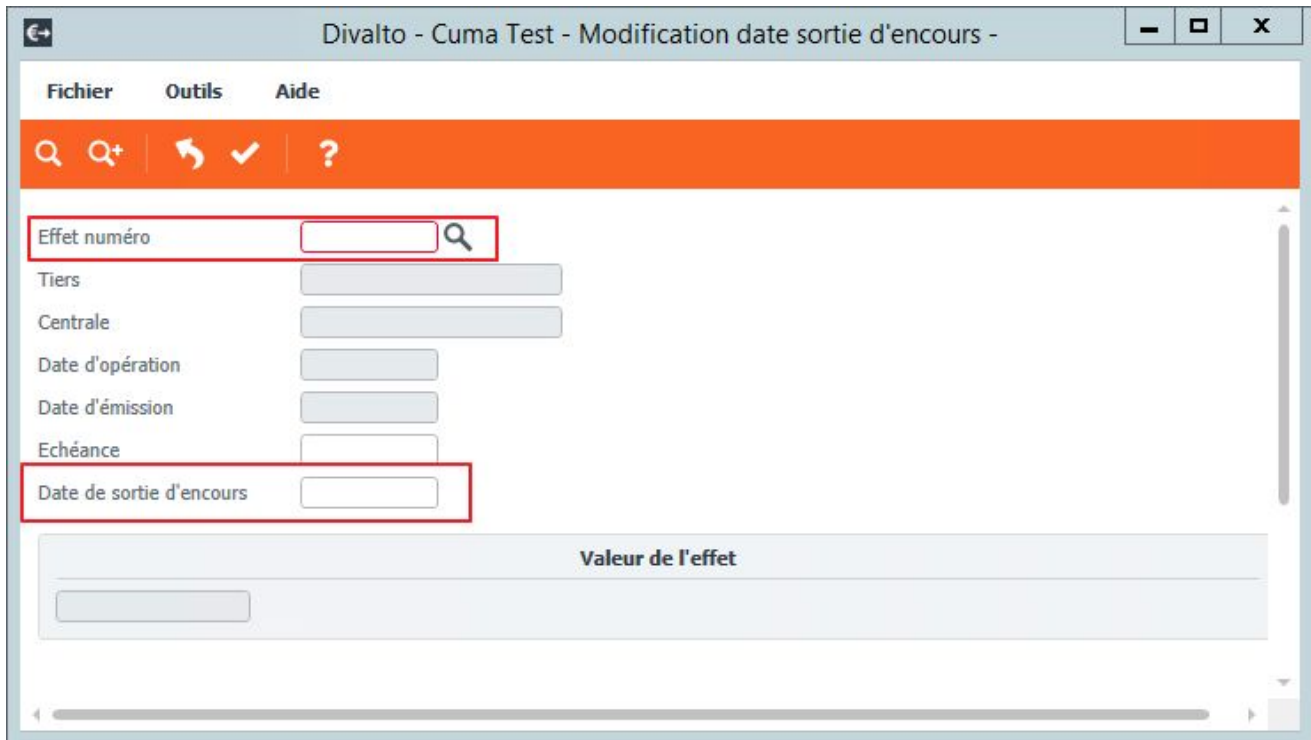 Divalto - Cuma Test - Modification date sortie d'encours -
Fichier Outils Aide
Effet numéro
Tiers
Centrale
Date d'opération
Date d'émission
Echéance
Date de sortie d'encours
Valeur de l'effet